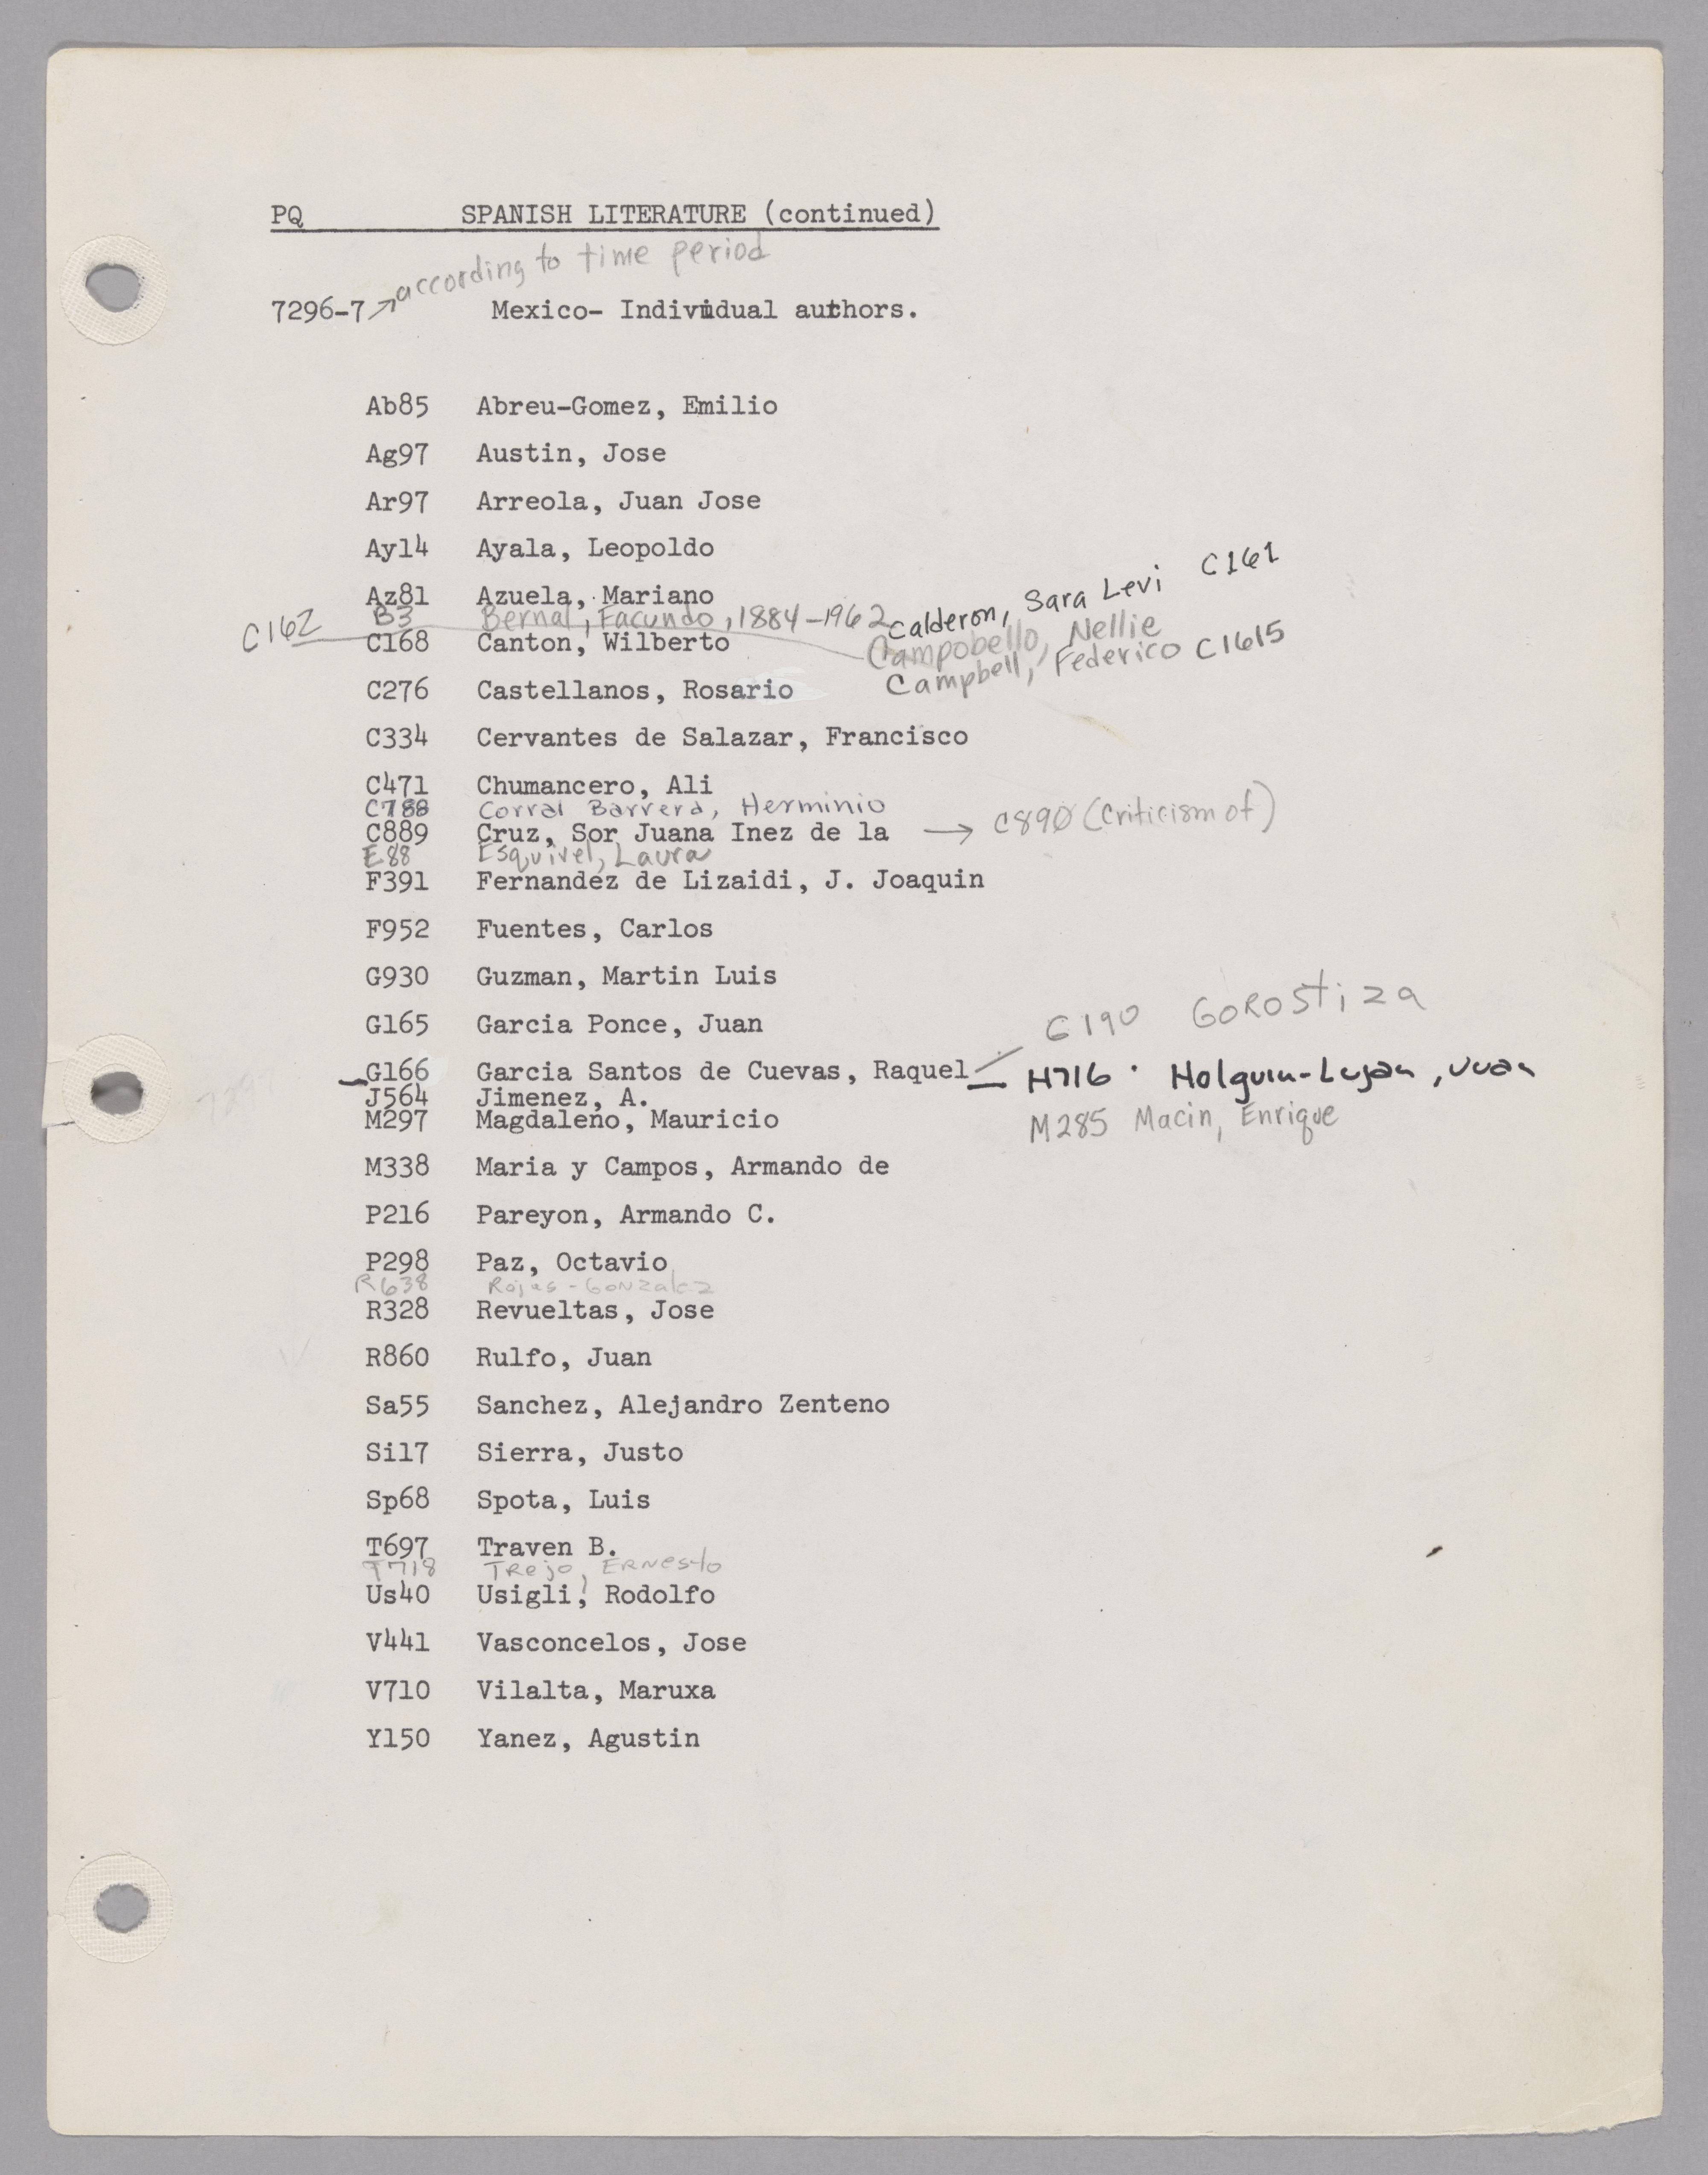 PQ SPANISH LITERATURE (continued)
according to time period
7296-7 Mexico- Individual authors.
Ab85 Abreu-Gomez, Emilio
Ag97 Austin, Jose
Ar97 Arreola, Juan Jose
Ay14 Ayala, Leopoldo
Calderon, Sara Levi C161
Az81 Azuela, Mariano
B3 Bernal, Facundo, 1884-1962
C162 Campobello, Nellie
C168 Canton, Wilberto
Campbell, Federico C1615
C276 Castellanos, Rosario
C334 Cervantes de Salazar, Francisco
C471 Chumancero, Ali
C788 Corral Barrera, Herminio
C889 Cruz, Sor Juana Inez de la → C890 (Criticism of)
E88 Esquivel, Laura
F391 Fernandez de Lizaidi, J. Joaquin
F952 Fuentes, Carlos
G930 Guzman, Martin Luis
G165 Garcia Ponce, Juan
G190 Gorostiza
G166 Garcia Santos de Cuevas, Raquel
H716 Holguin-Lujan, Juan
J564 Jimenez, A.
M285 Macin, Enrique
M297 Magdaleno, Mauricio
M338 Maria y Campos, Armando de
P216 Pareyon, Armando C.
P298 Paz, Octavio
R638 Rojas-Gonzalez
R328 Revueltas, Jose
R860 Rulfo, Juan
Sa55 Sanchez, Alejandro Zenteno
Si17 Sierra, Justo
Sp68 Spota, Luis
T697 Traven B.
T718 Trejo, Ernesto
Us40 Usigli, Rodolfo
V441 Vasconcelos, Jose
V710 Vilalta, Maruxa
Y150 Yanez, Agustin